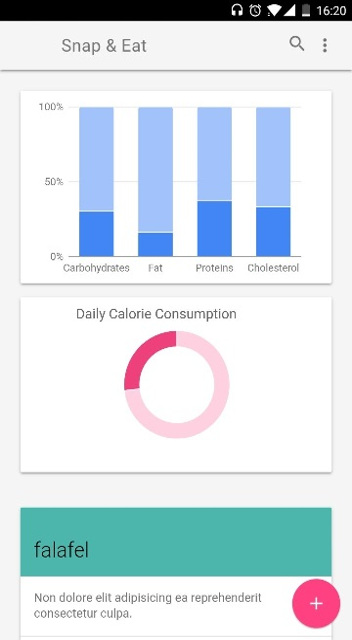 16:20
Snap & Eat
100%
50%
0%
Carbohydrates Fat Proteins Cholesterol
Daily Calorie Consumption
falafel
Non dolore elit adipisicing ea reprehenderit
consectetur culpa.
+